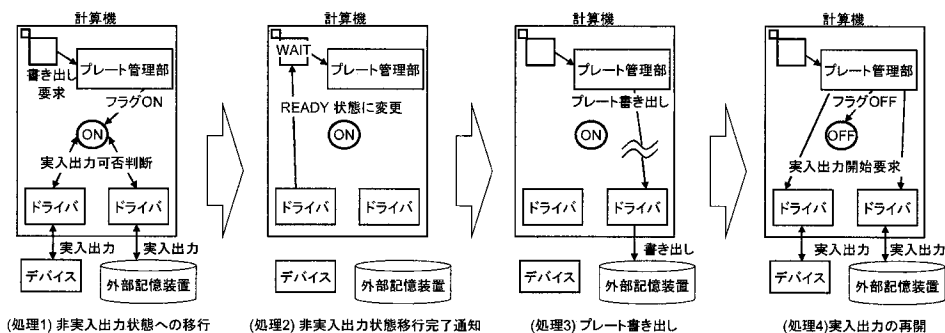 計算機
書き出し
要求
プレート管理部
フラグON
ON
実入出力可否判断
ドライバ
ドライバ
実入出力
実入出力
デバイス
外部記憶装置
(処理1) 非実入出力状態への移行
計算機
WAIT
プレート管理部
READY 状態に変更
ON
ドライバ
ドライバ
デバイス
外部記憶装置
(処理2) 非実入出力状態移行完了通知
計算機
プレート管理部
プレート書き出し
ON
ドライバ
ドライバ
書き出し
デバイス
外部記憶装置
(処理3) プレート書き出し
計算機
プレート管理部
フラグOFF
OFF
実入出力開始要求
ドライバ
ドライバ
実入出力
実入出力
デバイス
外部記憶装置
(処理4)実入出力の再開